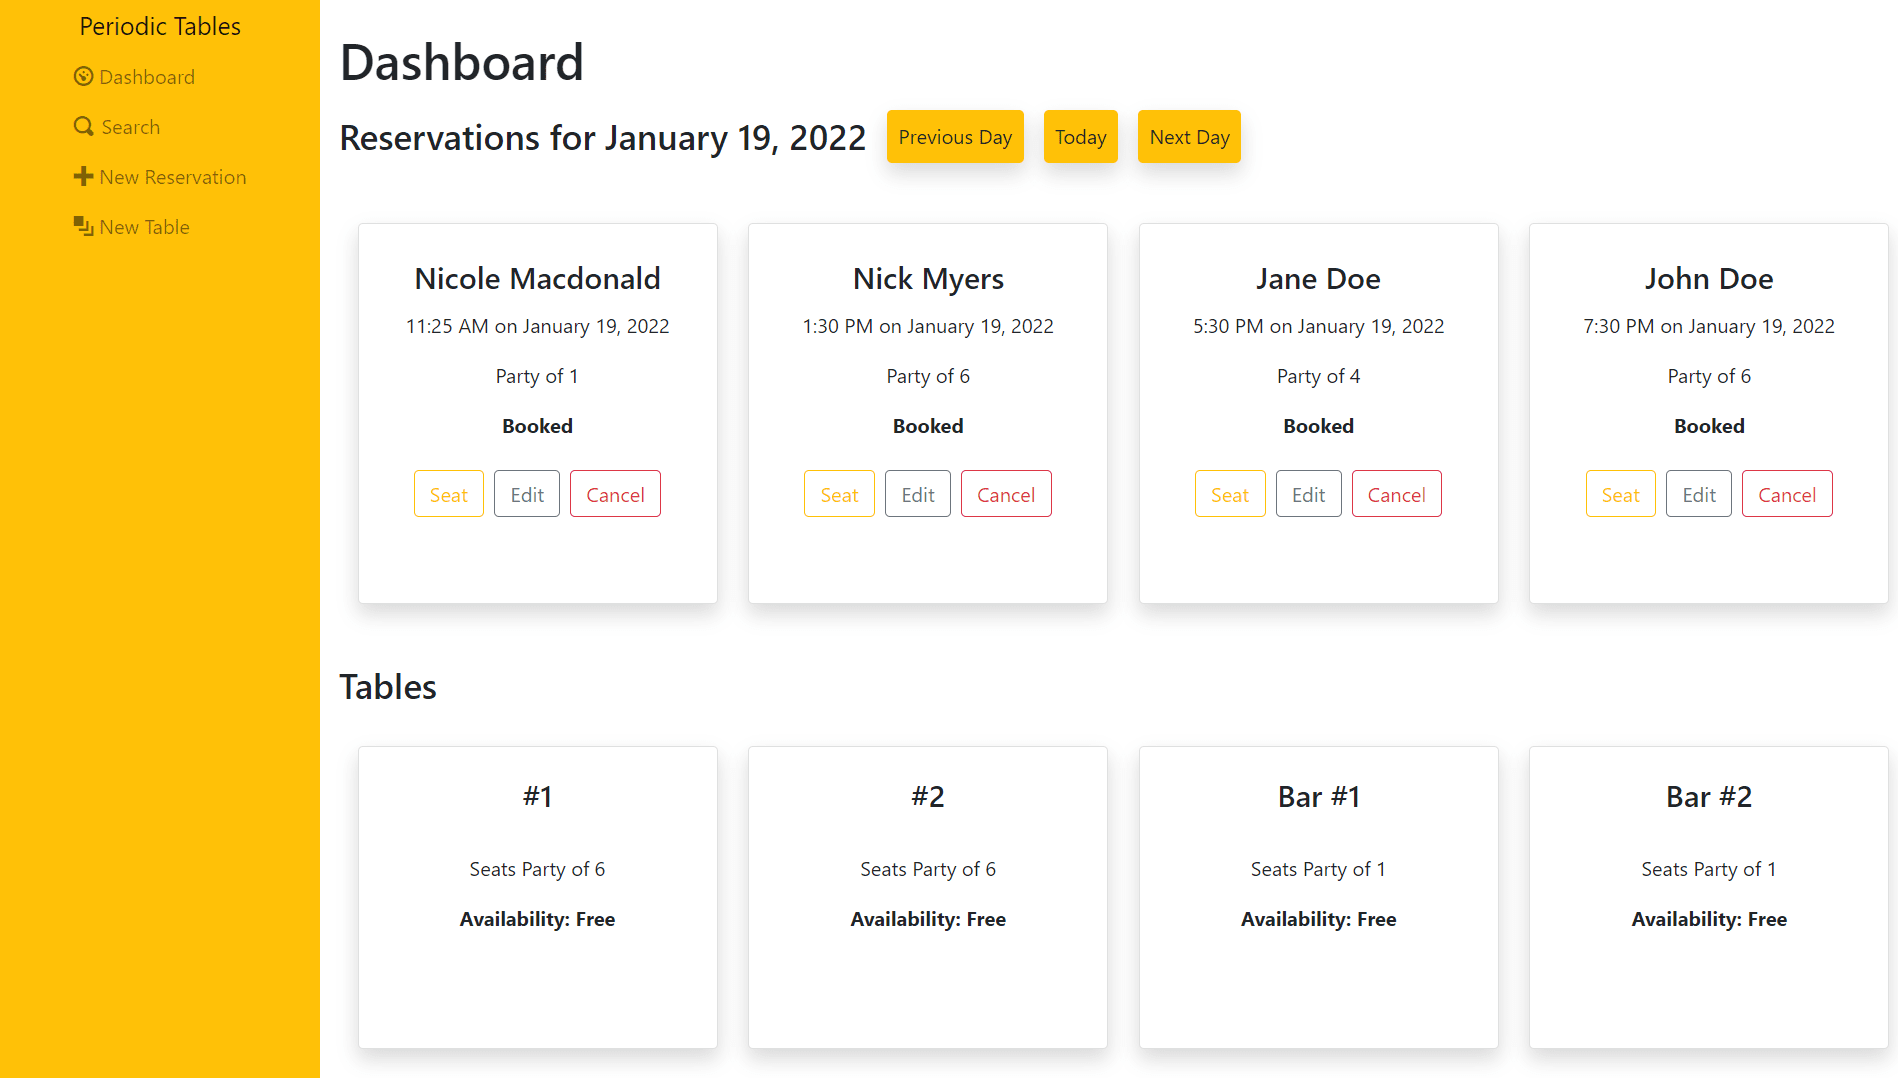 Periodic Tables
Dashboard
Search
New Reservation
New Table
Dashboard
Reservations for January 19, 2022
Previous Day
Today
Next Day
Nicole Macdonald
11:25 AM on January 19, 2022
Party of 1
Booked
Seat Edit Cancel
Nick Myers
1:30 PM on January 19, 2022
Party of 6
Booked
Seat Edit Cancel
Jane Doe
5:30 PM on January 19, 2022
Party of 4
Booked
Seat Edit Cancel
John Doe
7:30 PM on January 19, 2022
Party of 6
Booked
Seat Edit Cancel
Tables
#1
Seats Party of 6
Availability: Free
#2
Seats Party of 6
Availability: Free
Bar #1
Seats Party of 1
Availability: Free
Bar #2
Seats Party of 1
Availability: Free